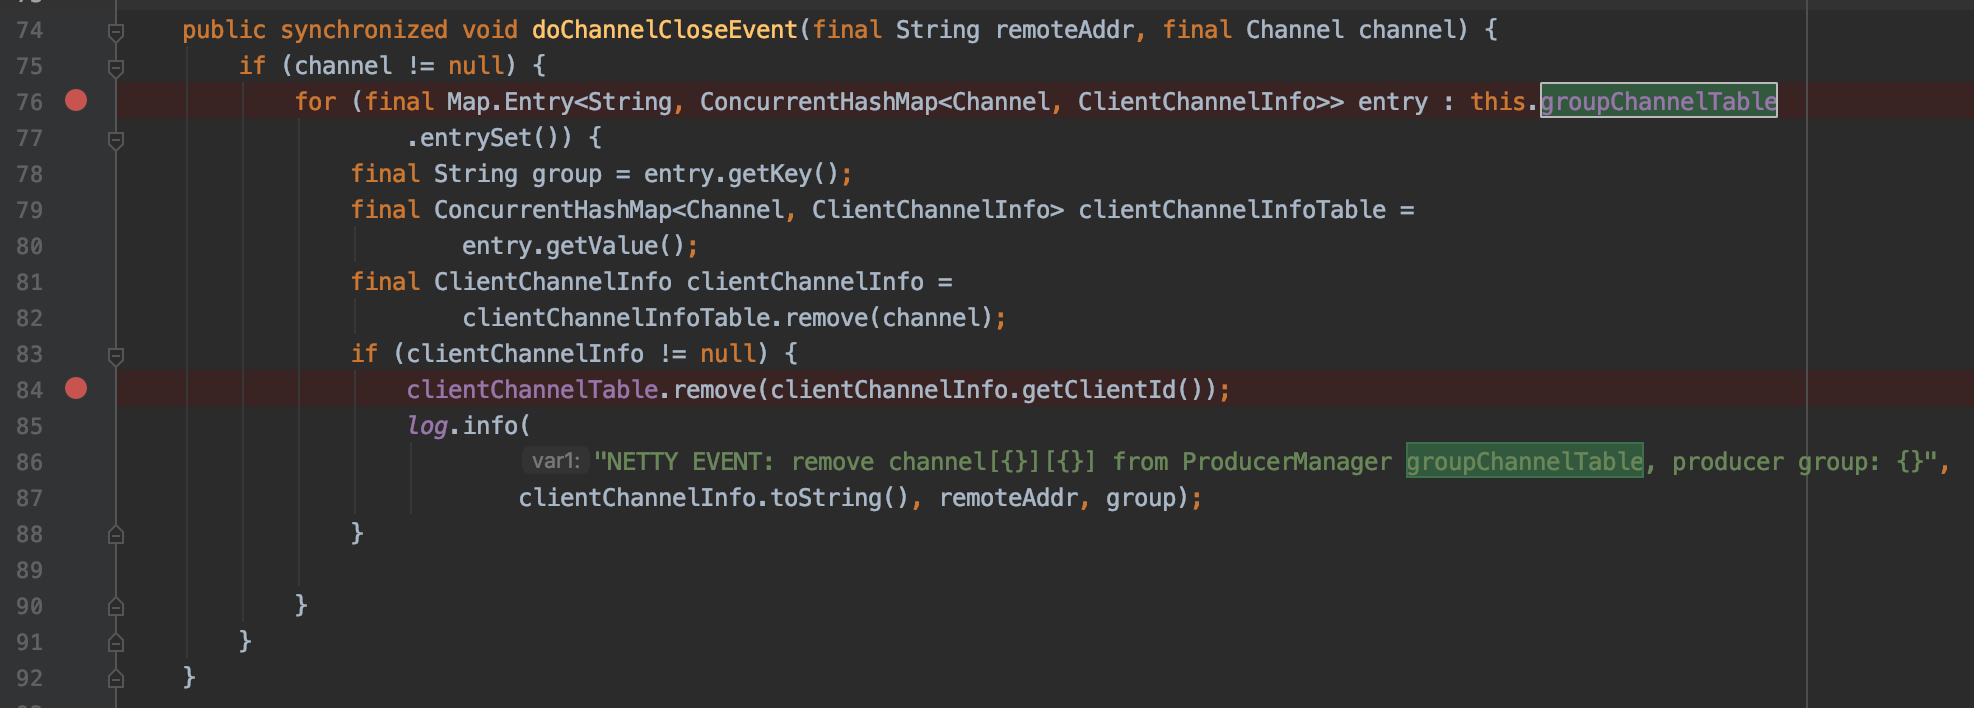 74 public synchronized void doChannelCloseEvent(final String remoteAddr, final Channel channel) {
75 if (channel != null) {
76 for (final Map.Entry<String, ConcurrentHashMap<Channel, ClientChannelInfo>> entry : this.groupChannelTable
77 .entrySet()) {
78 final String group = entry.getKey();
79 final ConcurrentHashMap<Channel, ClientChannelInfo> clientChannelInfoTable =
80 entry.getValue();
81 final ClientChannelInfo clientChannelInfo =
82 clientChannelInfoTable.remove(channel);
83 if (clientChannelInfo != null) {
84 clientChannelTable.remove(clientChannelInfo.getClientId());
85 log.info(
86 var1: "NETTY EVENT: remove channel[{}][{}] from ProducerManager groupChannelTable, producer group: {}",
87 clientChannelInfo.toString(), remoteAddr, group);
88 }
89
90 }
91 }
92 }